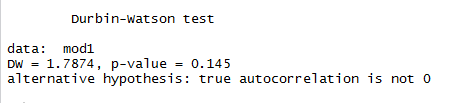 Durbin-Watson test
data: mod1
DW = 1.7874, p-value = 0.145
alternative hypothesis: true autocorrelation is not 0